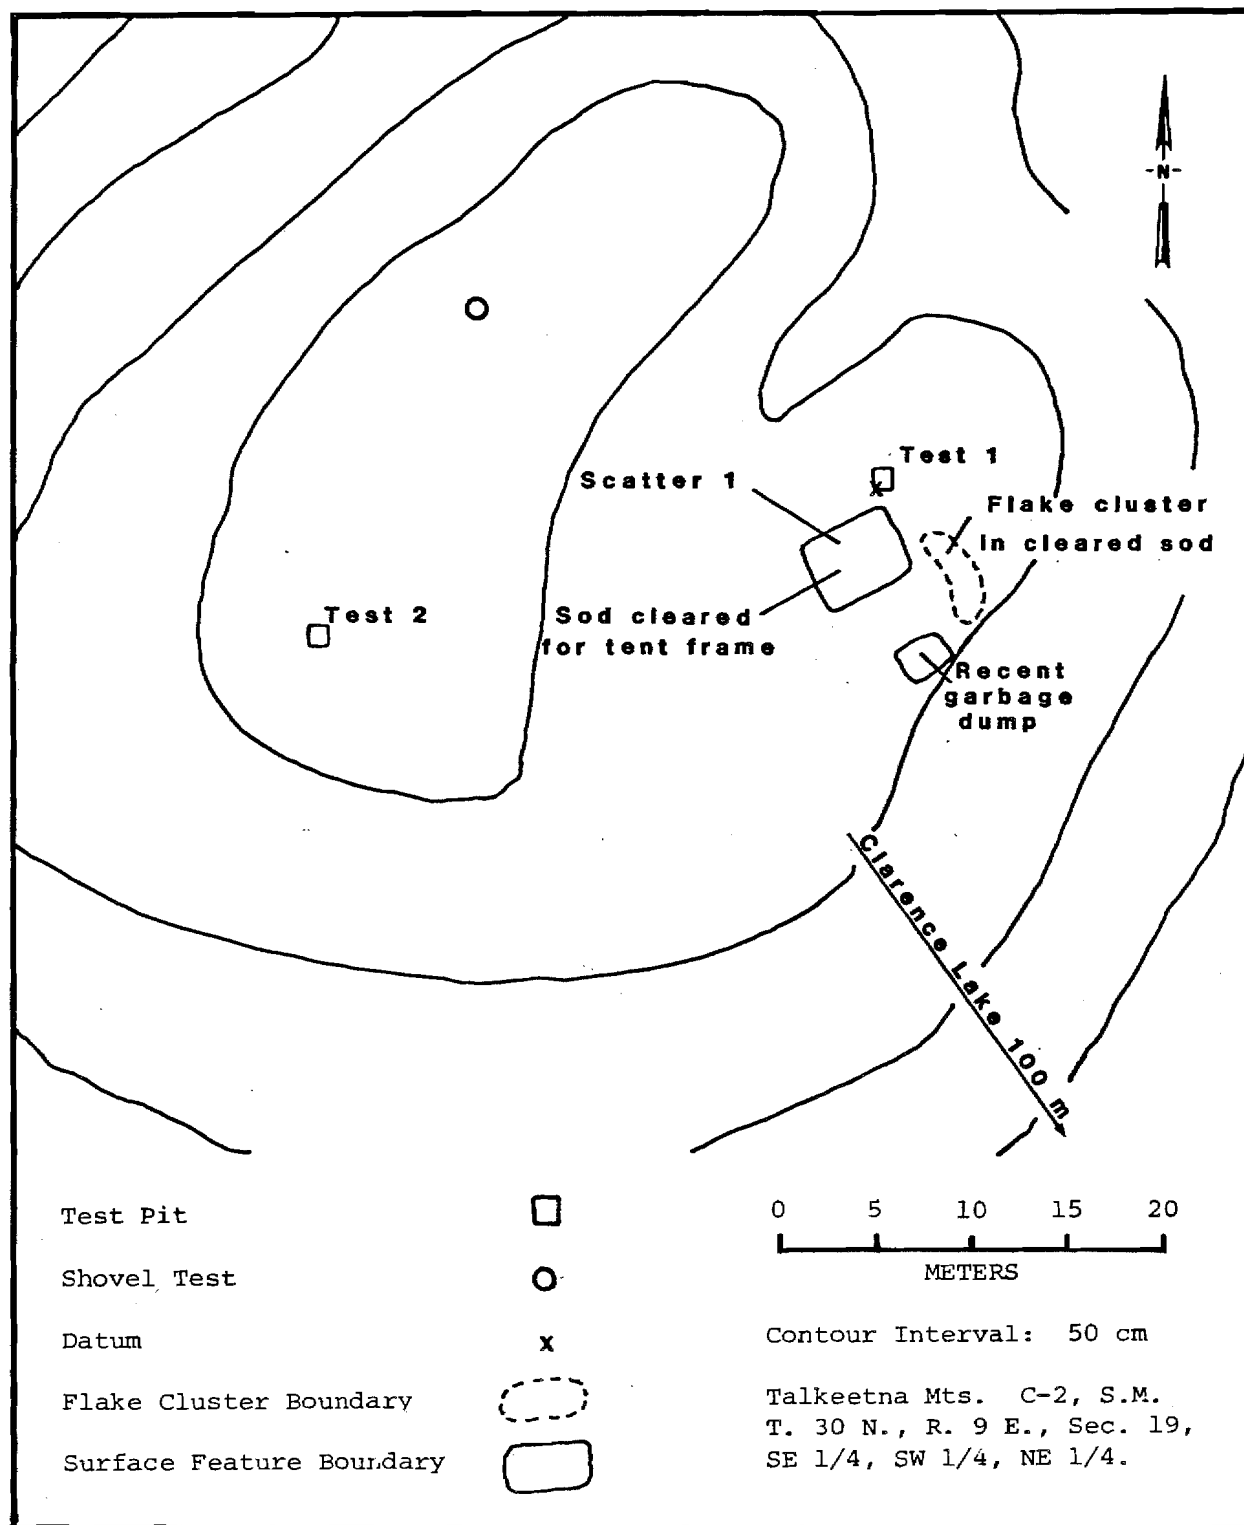 -N-
Test 1
Scatter 1
Flake cluster
in cleared sod
Test 2
Sod cleared
for tent frame
Recent
garbage
dump
Clarence Lake 100 m
Test Pit
Shovel Test
Datum
x
Flake Cluster Boundary
Surface Feature Boundary
0 5 10 15 20
METERS
Contour Interval: 50 cm
Talkeetna Mts. C-2, S.M.
T. 30 N., R. 9 E., Sec. 19,
SE 1/4, SW 1/4, NE 1/4.